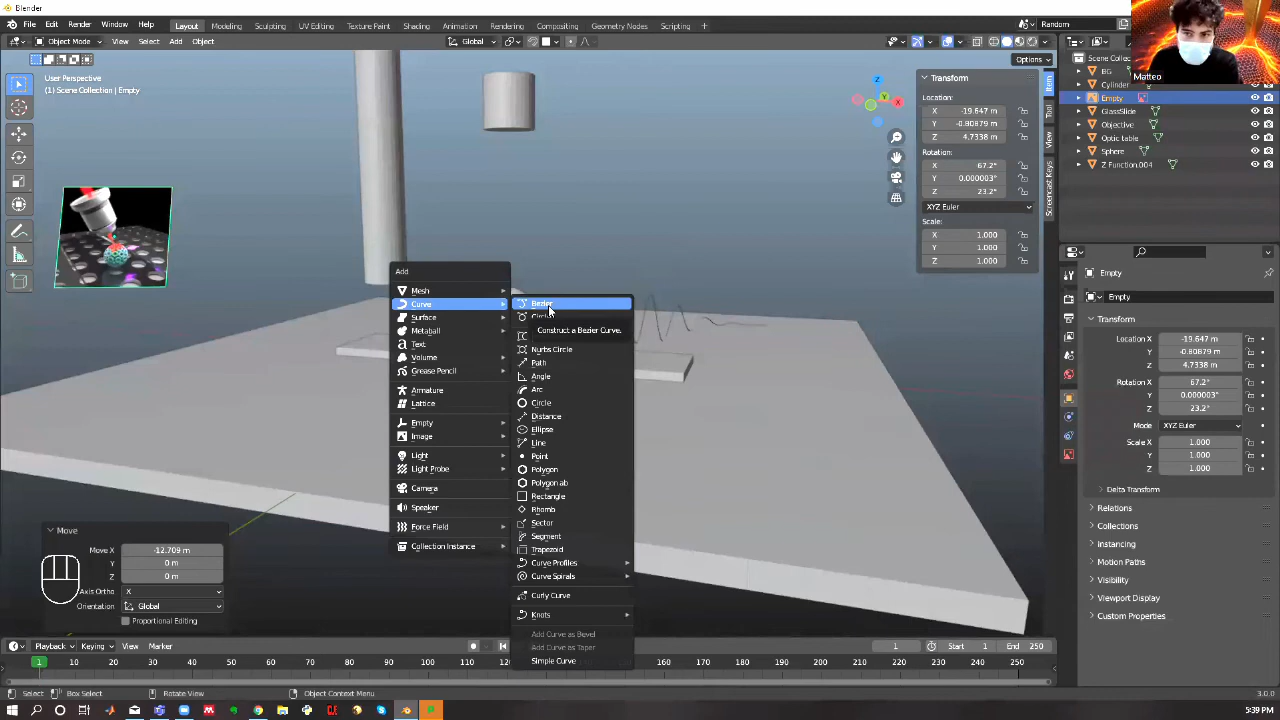 Blender
File Edit Render Window Help
Layout Modeling Sculpting UV Editing Texture Paint Shading Animation Rendering Compositing Geometry Nodes Scripting
Random
Object Mode View Select Add Object
Global
Options
User Perspective
(1) Scene Collection | Empty
Matteo
Transform
Location:
X -19.647 m
Y -0.80879 m
Z 4.7338 m
Rotation:
X 67.2°
Y 0.000003°
Z 23.2°
XYZ Euler
Scale:
X 1.000
Y 1.000
Z 1.000
Item
Tool
View
Screencast Keys
Scene Collec
BG
Cylinder
Empty
GlassSlide
Objective
Optic table
Sphere
Z Function.004
Add
Mesh
Curve
Surface
Metaball
Text
Volume
Grease Pencil
Armature
Lattice
Empty
Image
Light
Light Probe
Camera
Speaker
Force Field
Collection Instance
Bezier
Circle
Construct a Bezier Curve.
Nurbs Circle
Path
Angle
Arc
Circle
Distance
Ellipse
Line
Point
Polygon
Polygon ab
Rectangle
Rhomb
Sector
Segment
Trapezoid
Curve Profiles
Curve Spirals
Curly Curve
Knots
Add Curve as Bevel
Add Curve as Taper
Simple Curve
Move
Move X -12.709 m
Y 0 m
Z 0 m
Axis Ortho X
Orientation Global
Proportional Editing
Empty
Empty
Transform
Location X -19.647 m
Y -0.80879 m
Z 4.7338 m
Rotation X 67.2°
Y 0.000003°
Z 23.2°
Mode XYZ Euler
Scale X 1.000
Y 1.000
Z 1.000
Delta Transform
Relations
Collections
Instancing
Motion Paths
Visibility
Viewport Display
Custom Properties
Playback Keying View Marker
1 Start 1 End 250
1 10 20 30 40 50 60 70 80 90 100 110 140 150 160 170 180 190 200 210 220 230 240 250
Select Box Select Rotate View Object Context Menu 3.0.0
5:39 PM